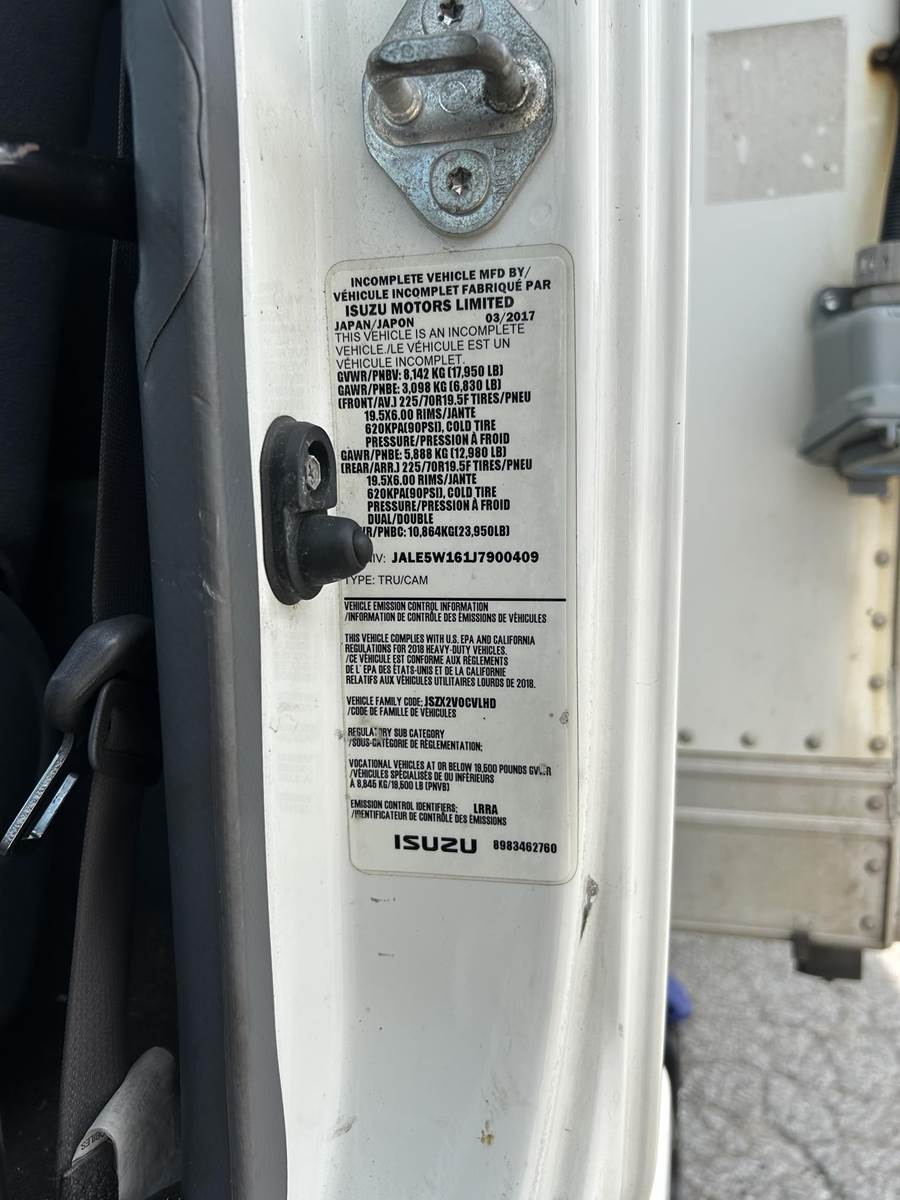 INCOMPLETE VEHICLE MFD BY/
VÉHICULE INCOMPLET FABRIQUÉ PAR
ISUZU MOTORS LIMITED
JAPAN/JAPON 03/2017
THIS VEHICLE IS AN INCOMPLETE
VEHICLE./LE VÉHICULE EST UN
VÉHICULE INCOMPLET.
GVWR/PNBV: 8,142 KG (17,950 LB)
GAWR/PNBE: 3,098 KG (6,830 LB)
(FRONT/AV.) 225/70R19.5F TIRES/PNEU
19.5X6.00 RIMS/JANTE
620KPA(90PSI), COLD TIRE
PRESSURE/PRESSION À FROID
GAWR/PNBE: 5,888 KG (12,980 LB)
(REAR/ARR.) 225/70R19.5F TIRES/PNEU
19.5X6.00 RIMS/JANTE
620KPA(90PSI), COLD TIRE
PRESSURE/PRESSION À FROID
DUAL/DOUBLE
R/PNBC: 10,864KG(23,950LB)
IV: JALE5W161J7900409
TYPE: TRU/CAM
VEHICLE EMISSION CONTROL INFORMATION
/INFORMATION DE CONTRÔLE DES ÉMISSIONS DE VÉHICULES
THIS VEHICLE COMPLIES WITH U.S. EPA AND CALIFORNIA
REGULATIONS FOR 2018 HEAVY-DUTY VEHICLES.
/CE VÉHICULE EST CONFORME AUX RÈGLEMENTS
DE L' EPA DES ÉTATS-UNIS ET DE LA CALIFORNIE
RELATIFS AUX VÉHICULES UTILITAIRES LOURDS DE 2018.
VEHICLE FAMILY CODE: JSZX2VOCVLHD
/CODE DE FAMILLE DE VÉHICULES
REGULATORY SUB CATEGORY
/SOUS-CATÉGORIE DE RÈGLEMENTATION:
VOCATIONAL VEHICLES AT OR BELOW 19,500 POUNDS GVWR
/VÉHICULES SPÉCIALISÉS DE OU INFÉRIEURS
À 8,845 KG/19,500 LB (PNVB)
EMISSION CONTROL IDENTIFIERS: LRRA
/IDENTIFICATEUR DE CONTRÔLE DES ÉMISSIONS
ISUZU 8983462760